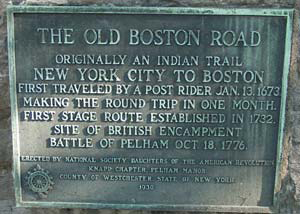 THE OLD BOSTON ROAD
ORIGINALLY AN INDIAN TRAIL
NEW YORK CITY TO BOSTON
FIRST TRAVELED BY A POST RIDER JAN. 13, 1673
MAKING THE ROUND TRIP IN ONE MONTH.
FIRST STAGE ROUTE ESTABLISHED IN 1732.
SITE OF BRITISH ENCAMPMENT
BATTLE OF PELHAM OCT 18, 1776.
ERECTED BY NATIONAL SOCIETY DAUGHTERS OF THE AMERICAN REVOLUTION
KNAPP CHAPTER, PELHAM MANOR
COUNTY OF WESTCHESTER, STATE OF NEW YORK